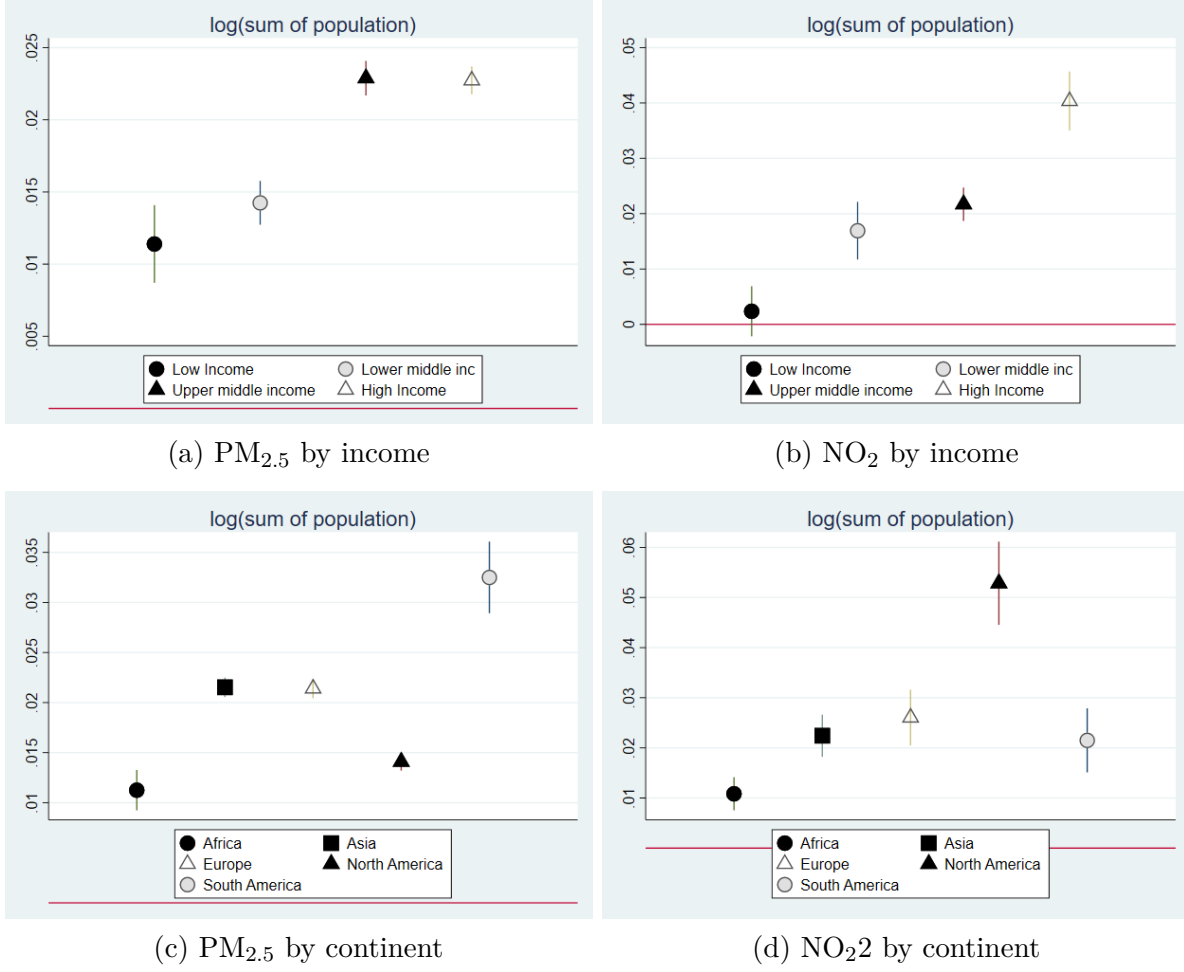 log(sum of population)
.025
.02
.015
.01
.005
Low Income
Lower middle inc
Upper middle income
High Income
(a) PM2.5 by income
log(sum of population)
.05
.04
.03
.02
.01
0
Low Income
Lower middle inc
Upper middle income
High Income
(b) NO2 by income
log(sum of population)
.035
.03
.025
.02
.015
.01
Africa
Asia
Europe
North America
South America
(c) PM2.5 by continent
log(sum of population)
.06
.05
.04
.03
.02
.01
Africa
Asia
Europe
North America
South America
(d) NO22 by continent